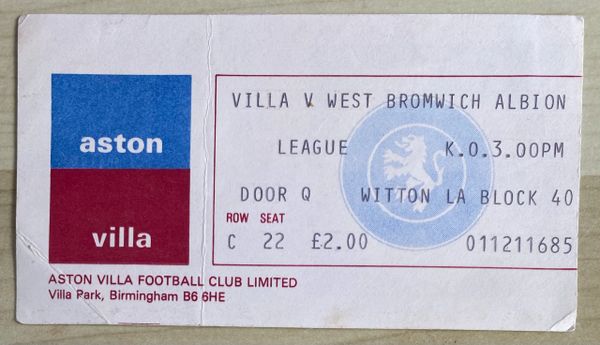 aston
villa
VILLA V WEST BROMWICH ALBION
LEAGUE K.O.3.00PM
DOOR Q WITTON LA BLOCK 40
ROW SEAT
C 22 £2.00 011211685
ASTON VILLA FOOTBALL CLUB LIMITED
Villa Park, Birmingham B6 6HE